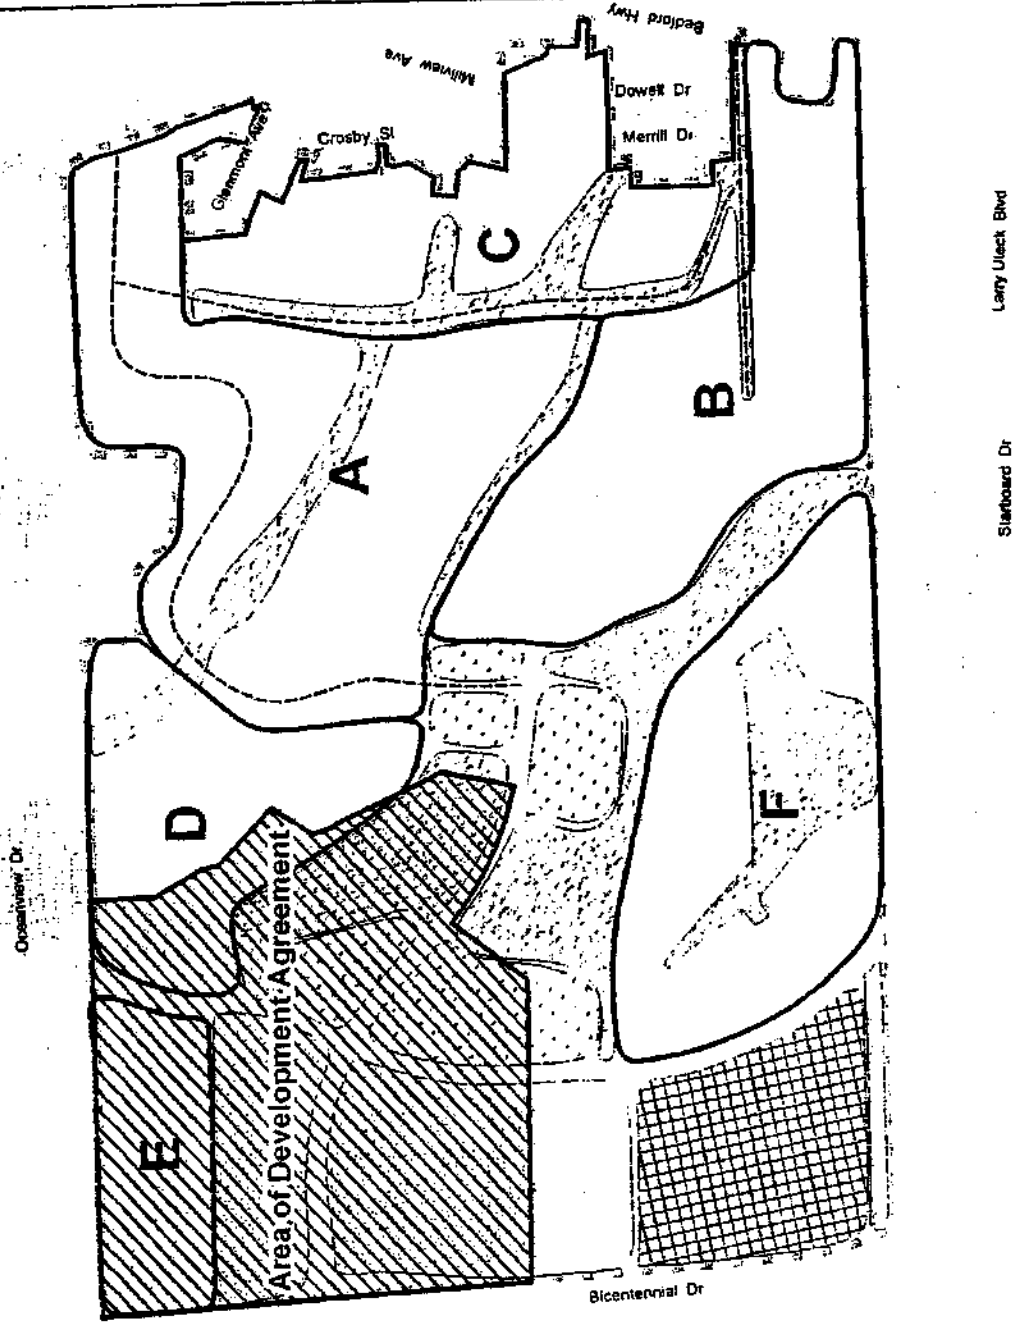 Bedford Hwy
Millview Ave
Dowell Dr
Crosby St
Merrill Dr
Glenmont Ave
C
Larry Uteck Blvd
B
A
Starboard Dr
D
F
Oceanview Dr
Area of Development Agreement
E
Bicentennial Dr